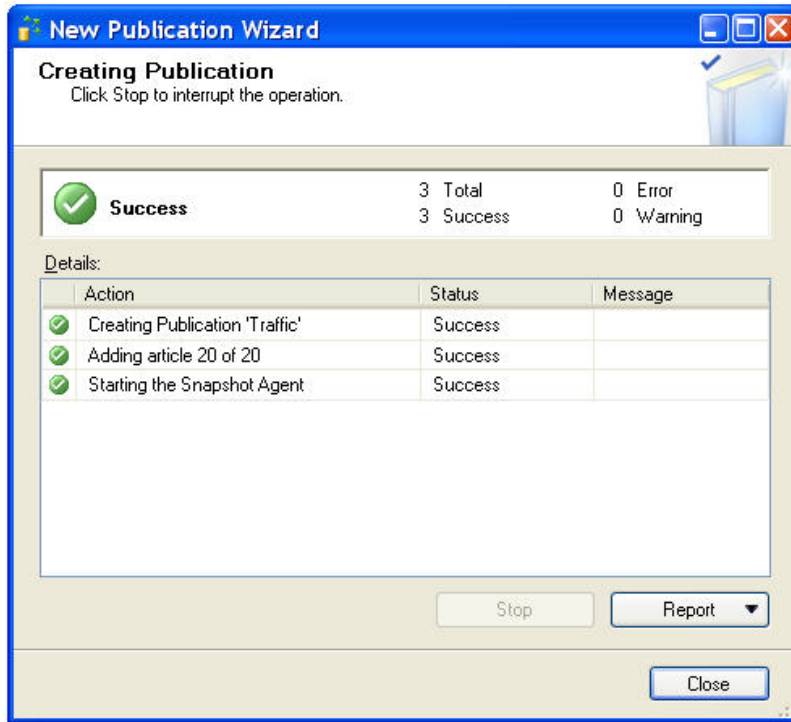 New Publication Wizard
Creating Publication
Click Stop to interrupt the operation.
Success 3 Total 0 Error
3 Success 0 Warning
Details:
Action Status Message
Creating Publication 'Traffic' Success
Adding article 20 of 20 Success
Starting the Snapshot Agent Success
Stop Report
Close